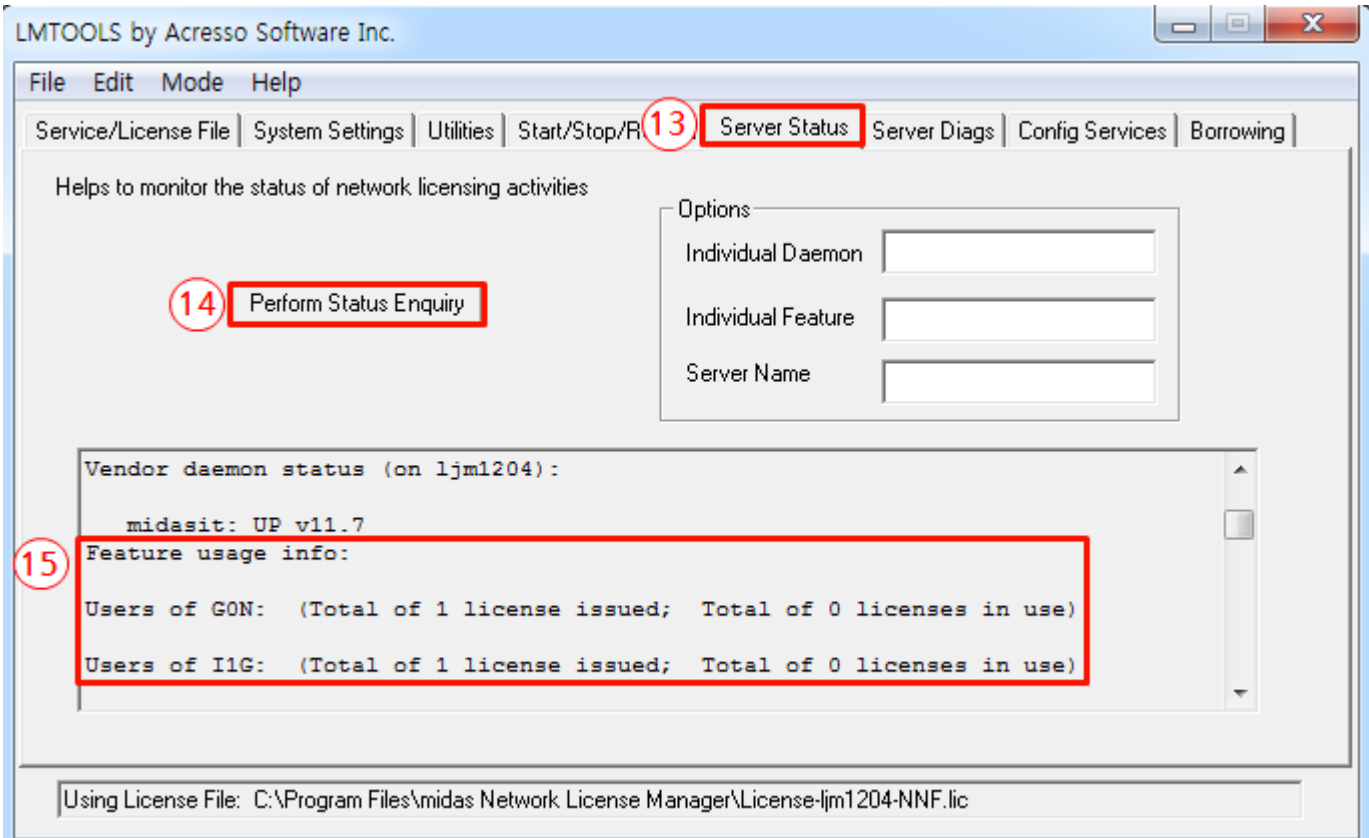 LMTOOLS by Acresso Software Inc.
File Edit Mode Help
Service/License File System Settings Utilities Start/Stop/R 13 Server Status Server Diags Config Services Borrowing
Helps to monitor the status of network licensing activities
Options
Individual Daemon
14 Perform Status Enquiry
Individual Feature
Server Name
Vendor daemon status (on ljm1204):
midasit: UP v11.7
15
Feature usage info:
Users of G0N: (Total of 1 license issued; Total of 0 licenses in use)
Users of I1G: (Total of 1 license issued; Total of 0 licenses in use)
Using License File: C:\Program Files\midas Network License Manager\License-ljm1204-NNF.lic